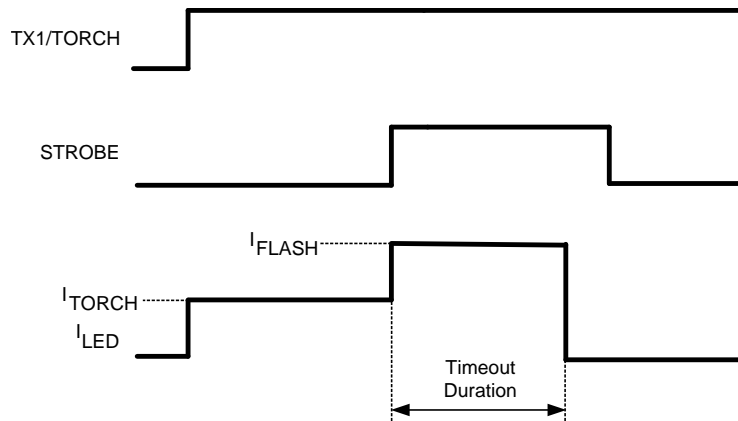 TX1/TORCH
STROBE
IFLASH
ITORCH
ILED
Timeout
Duration